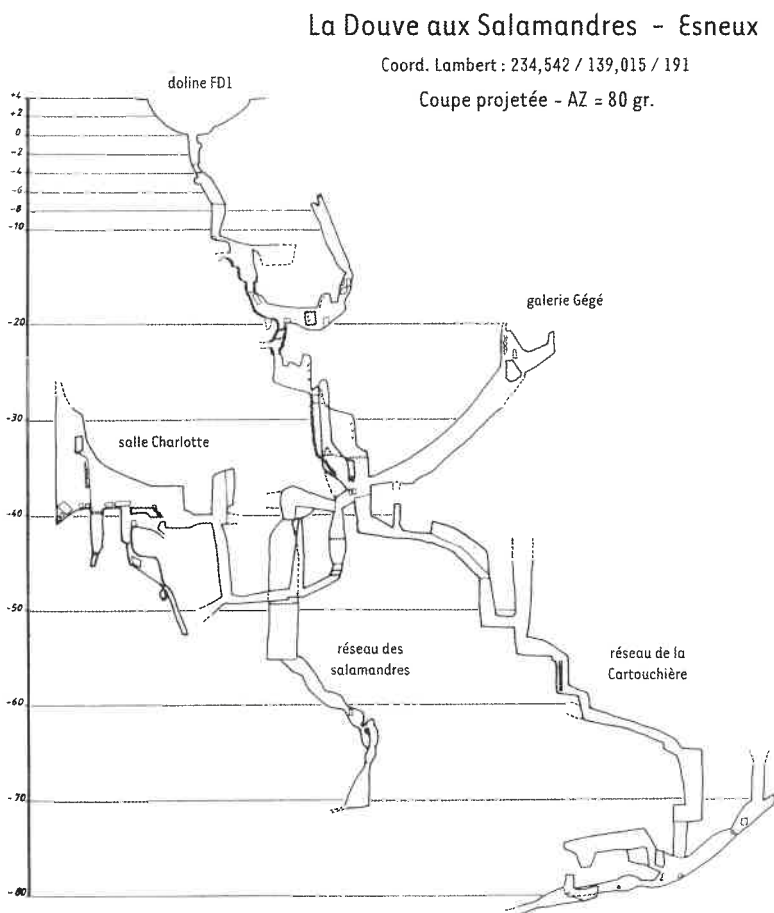 La Douve aux Salamandres - Esneux
Coord. Lambert : 234,542 / 139,015 / 191
Coupe projetée - AZ = 80 gr.
doline FD1
+4
+2
0
-2
-4
-6
-8
-10
galerie Gégé
-20
-30
salle Charlotte
-40
-50
réseau des
salamandres
réseau de la
Cartouchière
-60
-70
-80